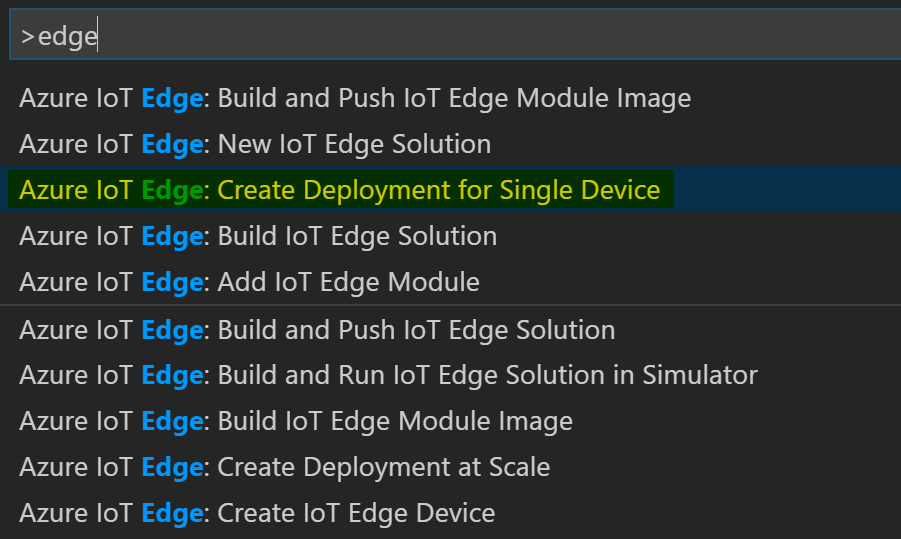 >edge
Azure IoT Edge: Build and Push IoT Edge Module Image
Azure IoT Edge: New IoT Edge Solution
Azure IoT Edge: Create Deployment for Single Device
Azure IoT Edge: Build IoT Edge Solution
Azure IoT Edge: Add IoT Edge Module
Azure IoT Edge: Build and Push IoT Edge Solution
Azure IoT Edge: Build and Run IoT Edge Solution in Simulator
Azure IoT Edge: Build IoT Edge Module Image
Azure IoT Edge: Create Deployment at Scale
Azure IoT Edge: Create IoT Edge Device